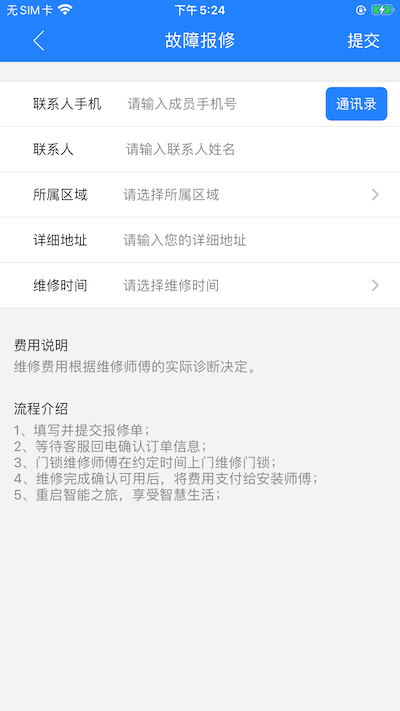 无SIM卡 下午5:24
故障报修 提交
联系人手机 请输入成员手机号 通讯录
联系人 请输入联系人姓名
所属区域 请选择所属区域
详细地址 请输入您的详细地址
维修时间 请选择维修时间
费用说明
维修费用根据维修师傅的实际诊断决定。
流程介绍
1、填写并提交报修单；
2、等待客服回电确认订单信息；
3、门锁维修师傅在约定时间上门维修门锁；
4、维修完成确认可用后，将费用支付给安装师傅；
5、重启智能之旅，享受智慧生活；